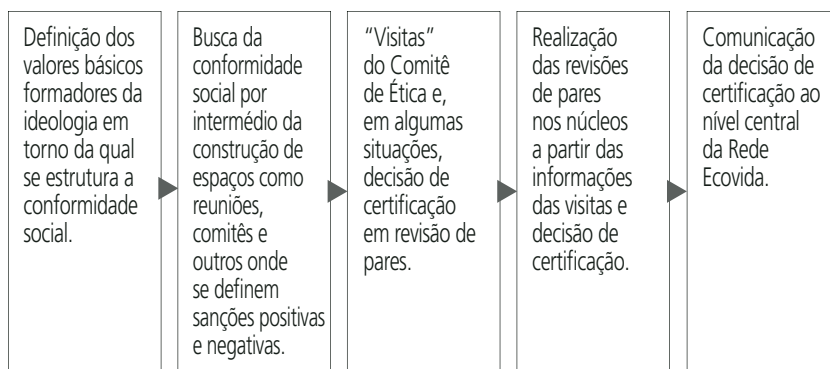 Definição dos
valores básicos
formadores da
ideologia em
torno da qual
se estrutura a
conformidade
social.
Busca da
conformidade
social por
intermédio da
construção de
espaços como
reuniões,
comitês e
outros onde
se definem
sanções positivas
e negativas.
“Visitas”
do Comitê
de Ética e,
em algumas
situações,
decisão de
certificação
em revisão de
pares.
Realização
das revisões
de pares
nos núcleos
a partir das
informações
das visitas e
decisão de
certificação.
Comunicação
da decisão de
certificação ao
nível central
da Rede
Ecovida.